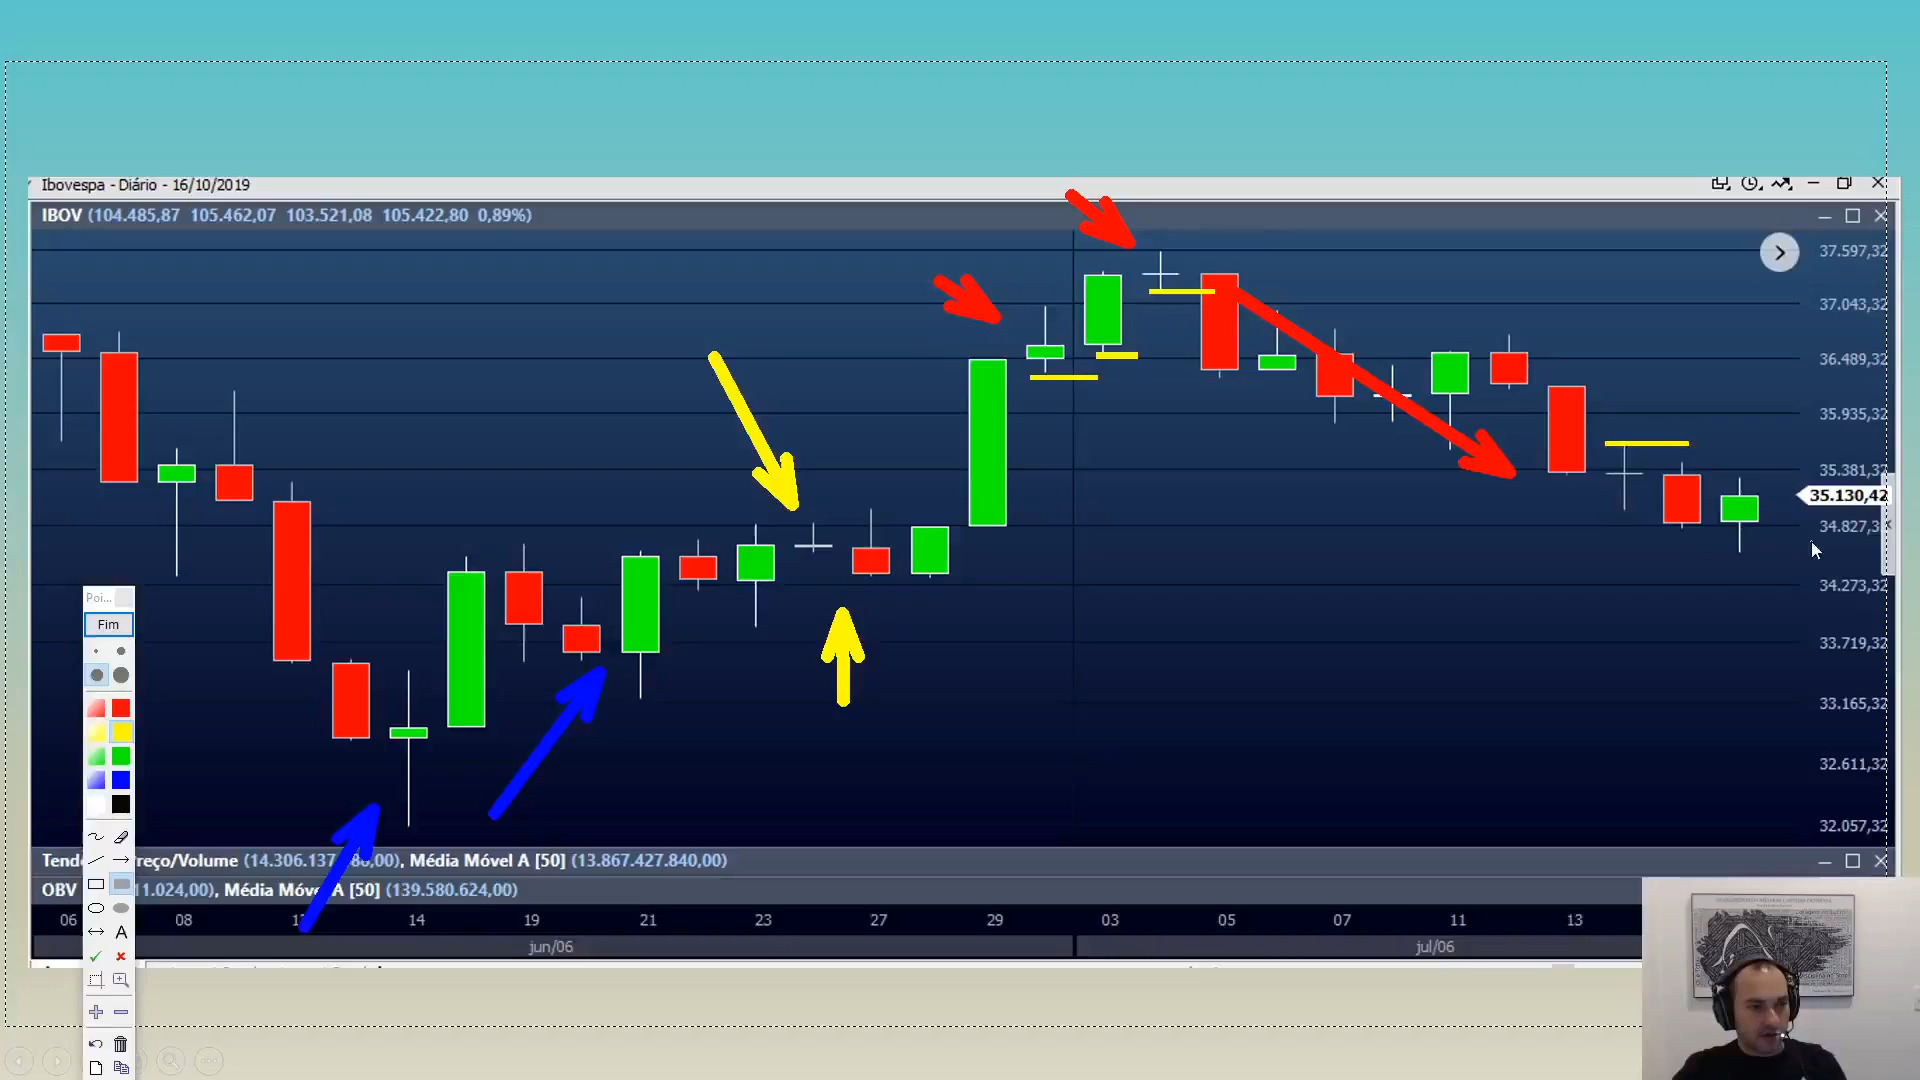 Ibovespa - Diário - 16/10/2019
IBOV (104.485,87 105.462,07 103.521,08 105.422,80 0,89%)
37.597,32
37.043,32
36.489,32
35.935,32
35.381,32
35.130,42
34.827,3
34.273,32
33.719,32
33.165,32
32.611,32
32.057,32
Poi...
Fim
A
Tend reço/Volume (14.306.137. 80,00), Média Móvel A [50] (13.867.427.840,00)
OBV 11.024,00), Média Móvel A [50] (139.580.624,00)
06 08 14 19 21 23 27 29 03 05 07 11 13
jun/06 jul/06